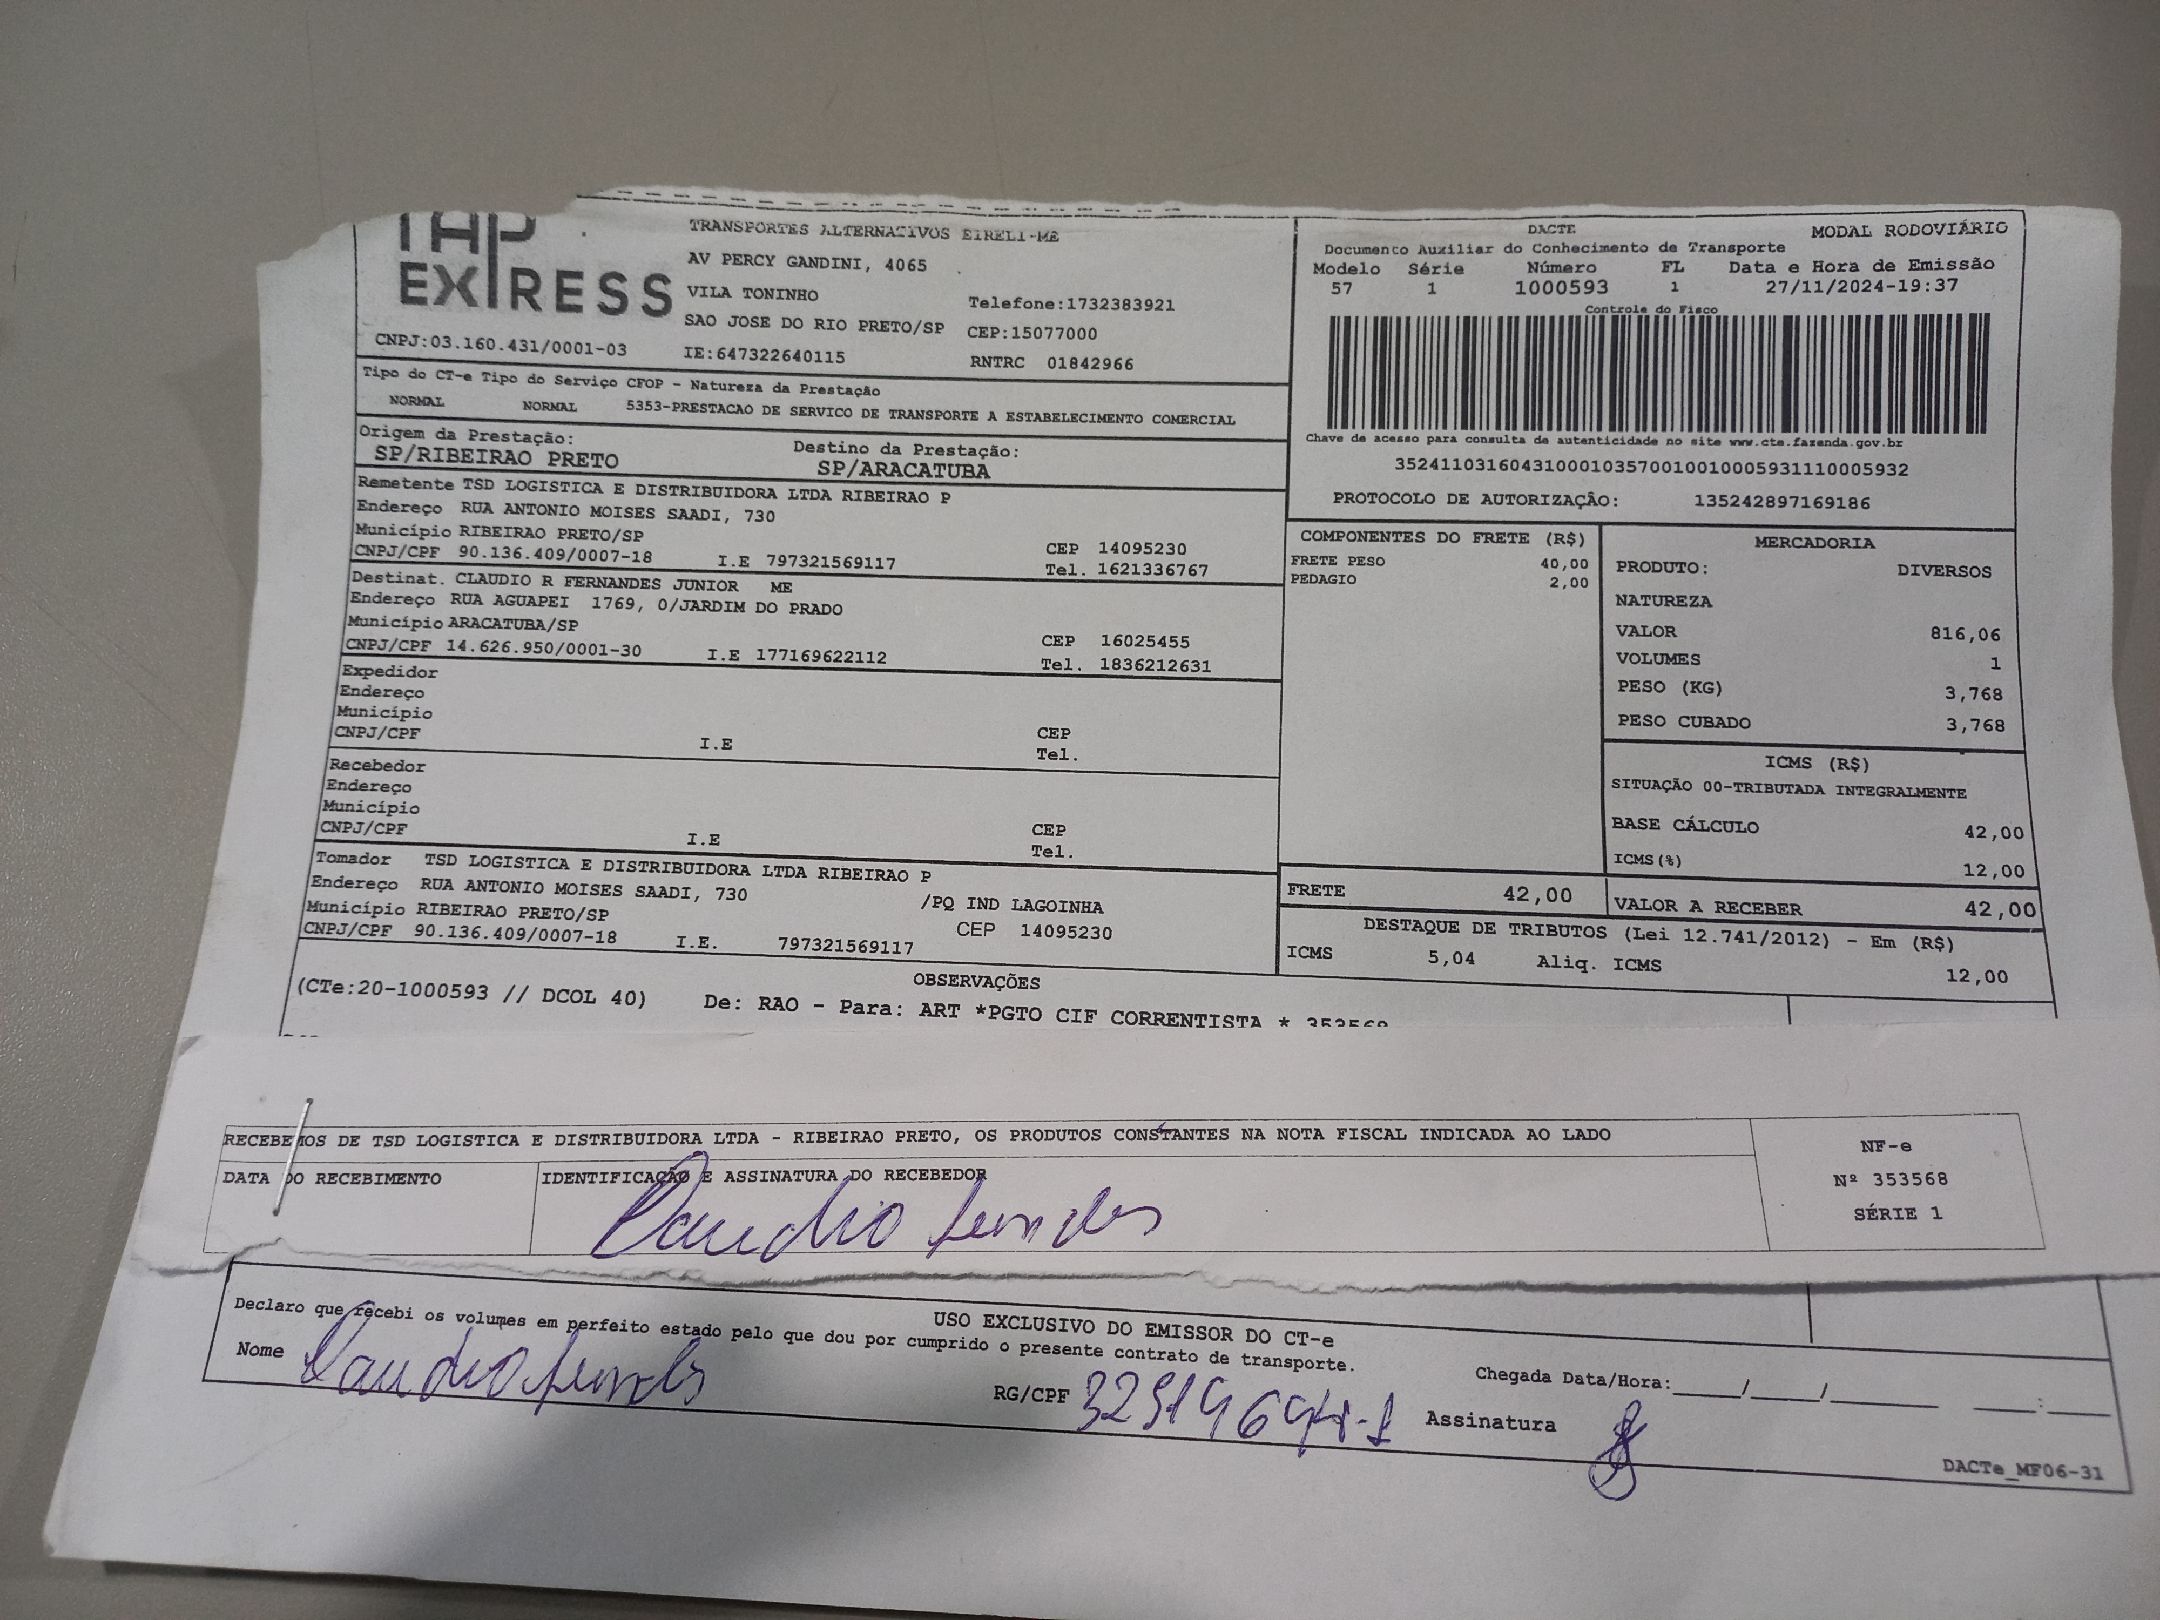 TAP
EXPRESS
CNPJ:03.160.431/0001-03
TRANSPORTES ALTERNATIVOS EIRELI-ME
AV PERCY GANDINI, 4065
VILA TONINHO
Telefone:1732383921
SAO JOSE DO RIO PRETO/SP CEP:15077000
IE:647322640115 RNTRC 01842966
DACTE MODAL RODOVIÁRIO
Documento Auxiliar do Conhecimento de Transporte
Modelo Série Número FL Data e Hora de Emissão
57 1 1000593 1 27/11/2024-19:37
Controle do Fisco
Chave de acesso para consulta de autenticidade no site www.cte.fazenda.gov.br
35241103160431000103570010010005931110005932
PROTOCOLO DE AUTORIZAÇÃO: 135242897169186
Tipo do CT-e Tipo do Serviço CFOP - Natureza da Prestação
NORMAL NORMAL 5353-PRESTACAO DE SERVICO DE TRANSPORTE A ESTABELECIMENTO COMERCIAL
Origem da Prestação: Destino da Prestação:
SP/RIBEIRAO PRETO SP/ARACATUBA
Remetente TSD LOGISTICA E DISTRIBUIDORA LTDA RIBEIRAO P
Endereço RUA ANTONIO MOISES SAADI, 730
Município RIBEIRAO PRETO/SP CEP 14095230
CNPJ/CPF 90.136.409/0007-18 I.E 797321569117 Tel. 1621336767
Destinat. CLAUDIO R FERNANDES JUNIOR ME
Endereço RUA AGUAPEI 1769, 0/JARDIM DO PRADO
Município ARACATUBA/SP CEP 16025455
CNPJ/CPF 14.626.950/0001-30 I.E 177169622112 Tel. 1836212631
Expedidor
Endereço
Município CEP
CNPJ/CPF I.E Tel.
Recebedor
Endereço
Município CEP
CNPJ/CPF I.E Tel.
Tomador TSD LOGISTICA E DISTRIBUIDORA LTDA RIBEIRAO P
Endereço RUA ANTONIO MOISES SAADI, 730 /PQ IND LAGOINHA
Município RIBEIRAO PRETO/SP CEP 14095230
CNPJ/CPF 90.136.409/0007-18 I.E. 797321569117
COMPONENTES DO FRETE (R$)
FRETE PESO 40,00
PEDAGIO 2,00
MERCADORIA
PRODUTO: DIVERSOS
NATUREZA
VALOR 816,06
VOLUMES 1
PESO (KG) 3,768
PESO CUBADO 3,768
ICMS (R$)
SITUAÇÃO 00-TRIBUTADA INTEGRALMENTE
BASE CÁLCULO 42,00
ICMS(%) 12,00
FRETE 42,00 VALOR A RECEBER 42,00
DESTAQUE DE TRIBUTOS (Lei 12.741/2012) - Em (R$)
ICMS 5,04 Aliq. ICMS 12,00
OBSERVAÇÕES
(CTe:20-1000593 // DCOL 40) De: RAO - Para: ART *PGTO CIF CORRENTISTA * 353568
RECEBEMOS DE TSD LOGISTICA E DISTRIBUIDORA LTDA - RIBEIRAO PRETO, OS PRODUTOS CONSTANTES NA NOTA FISCAL INDICADA AO LADO
DATA DO RECEBIMENTO IDENTIFICAÇÃO E ASSINATURA DO RECEBEDOR
Claudio
NF-e
Nº 353568
SÉRIE 1
USO EXCLUSIVO DO EMISSOR DO CT-e
Declaro que recebi os volumes em perfeito estado pelo que dou por cumprido o presente contrato de transporte.
Nome Claudio
RG/CPF
Chegada Data/Hora:_____/_____/________ ____:____
Assinatura
DACTe_MF06-31